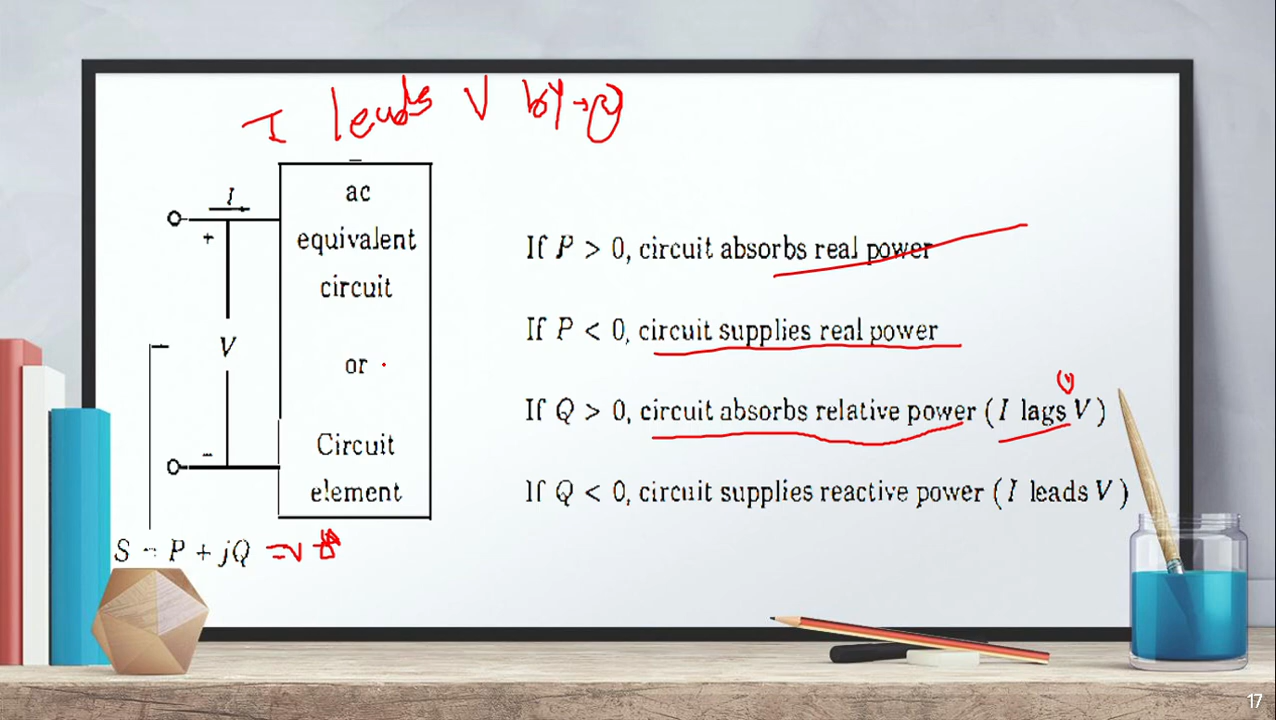 I leads V by
I
ac
equivalent
circuit
or
Circuit
element
+
V
−
S = P + jQ = V
If P > 0, circuit absorbs real power
If P < 0, circuit supplies real power
If Q > 0, circuit absorbs relative power ( I lags V )
If Q < 0, circuit supplies reactive power ( I leads V )
17